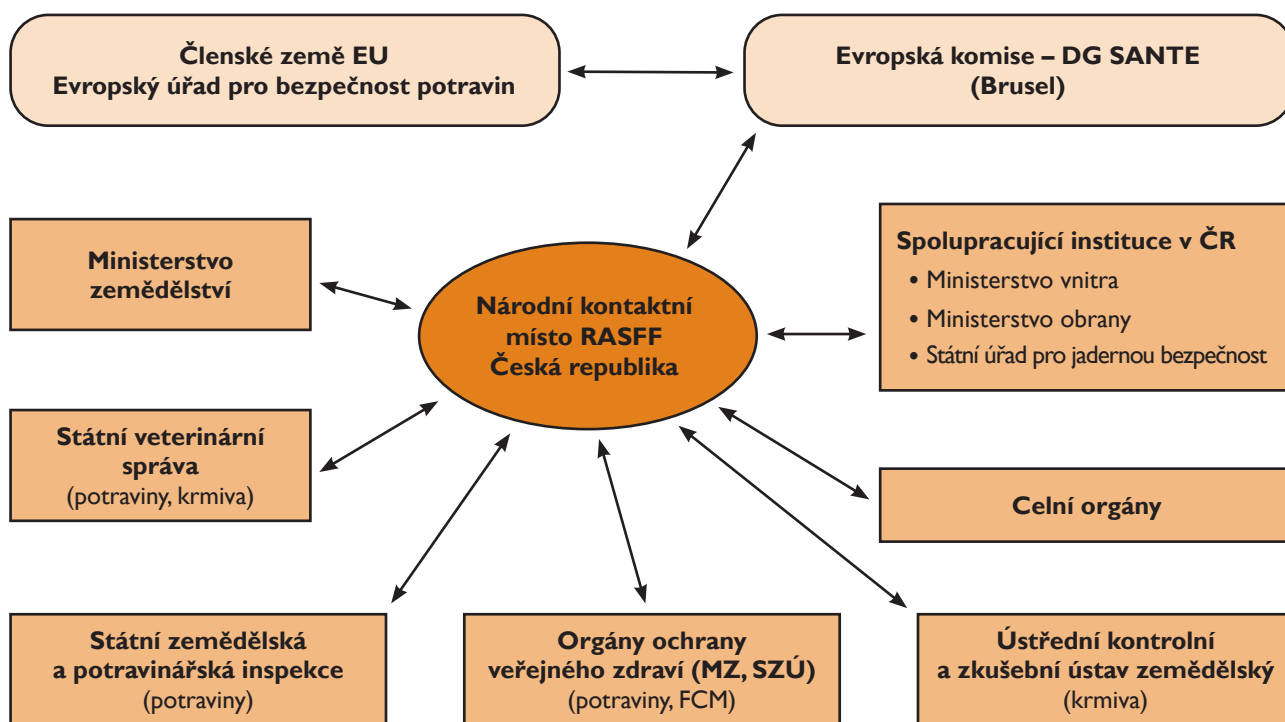 Členské země EU
Evropský úřad pro bezpečnost potravin
Evropská komise – DG SANTE
(Brusel)
Ministerstvo
zemědělství
Národní kontaktní
místo RASFF
Česká republika
Spolupracující instituce v ČR
• Ministerstvo vnitra
• Ministerstvo obrany
• Státní úřad pro jadernou bezpečnost
Státní veterinární
správa
(potraviny, krmiva)
Celní orgány
Státní zemědělská
a potravinářská inspekce
(potraviny)
Orgány ochrany
veřejného zdraví (MZ, SZÚ)
(potraviny, FCM)
Ústřední kontrolní
a zkušební ústav zemědělský
(krmiva)